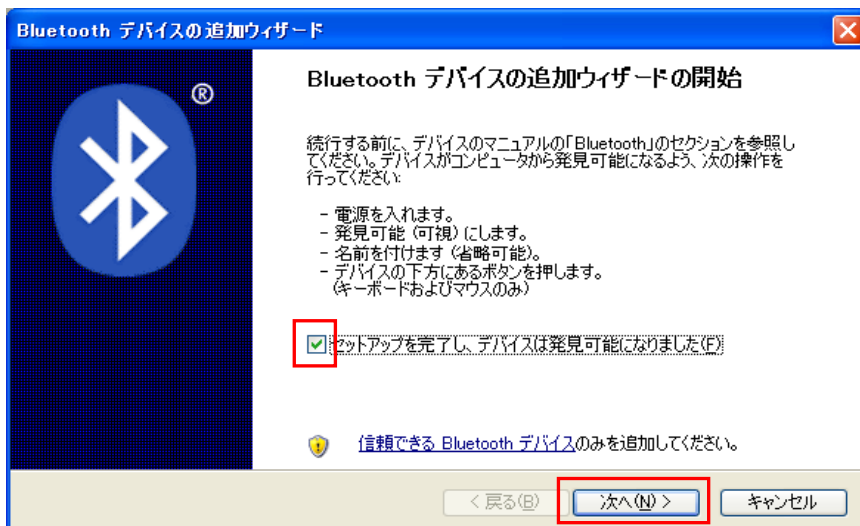 Bluetooth デバイスの追加ウィザード
®
Bluetooth デバイスの追加ウィザードの開始
続行する前に、デバイスのマニュアルの「Bluetooth」のセクションを参照し
てください。デバイスがコンピュータから発見可能になるよう、次の操作を
行ってください:
- 電源を入れます。
- 発見可能 (可視) にします。
- 名前を付けます (省略可能)。
- デバイスの下方にあるボタンを押します。
(キーボードおよびマウスのみ)
セットアップを完了し、デバイスは発見可能になりました(F)
信頼できる Bluetooth デバイスのみを追加してください。
< 戻る(B)
次へ(N) >
キャンセル